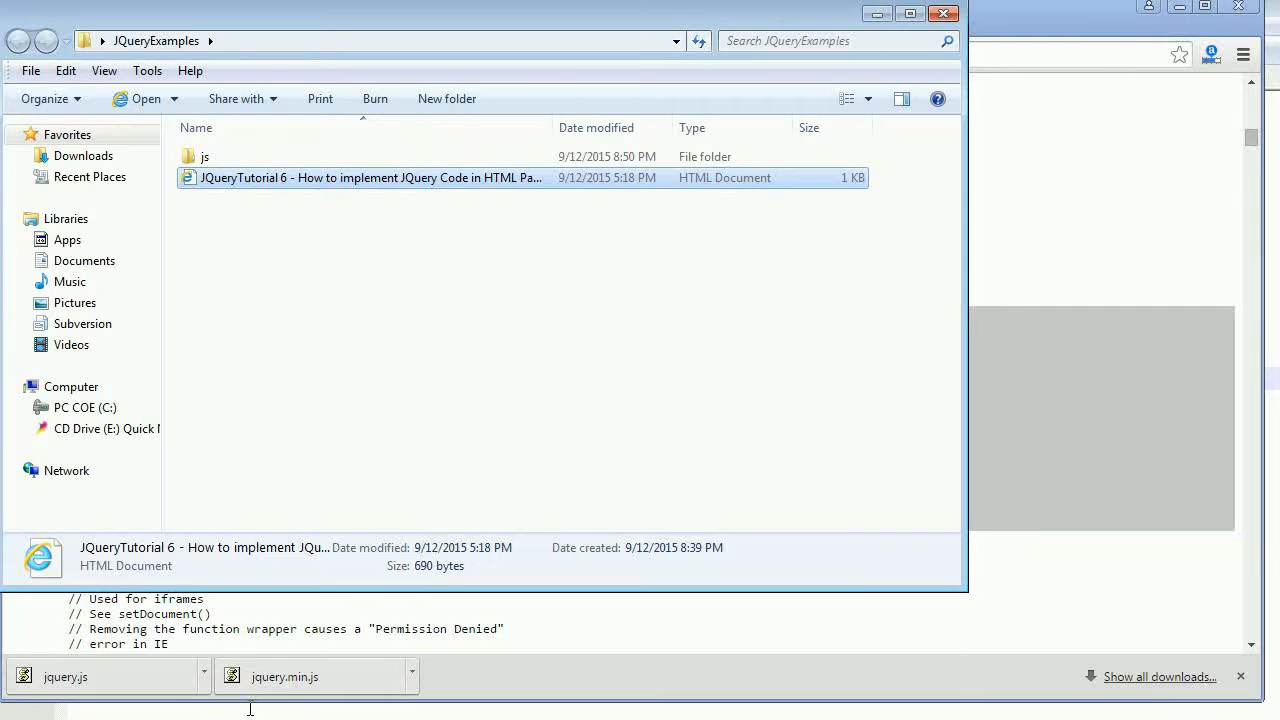 JQueryExamples
Search JQueryExamples
File Edit View Tools Help
Organize Open Share with Print Burn New folder
Name Date modified Type Size
Favorites
Downloads
Recent Places
Libraries
Apps
Documents
Music
Pictures
Subversion
Videos
Computer
PC COE (C:)
CD Drive (E:) Quick
Network
js 9/12/2015 8:50 PM File folder
JQueryTutorial 6 - How to implement JQuery Code in HTML Pa... 9/12/2015 5:18 PM HTML Document 1 KB
JQueryTutorial 6 - How to implement JQu... Date modified: 9/12/2015 5:18 PM Date created: 9/12/2015 8:39 PM
HTML Document Size: 690 bytes
// Used for iframes
// See setDocument()
// Removing the function wrapper causes a "Permission Denied"
// error in IE
jquery.js jquery.min.js Show all downloads...